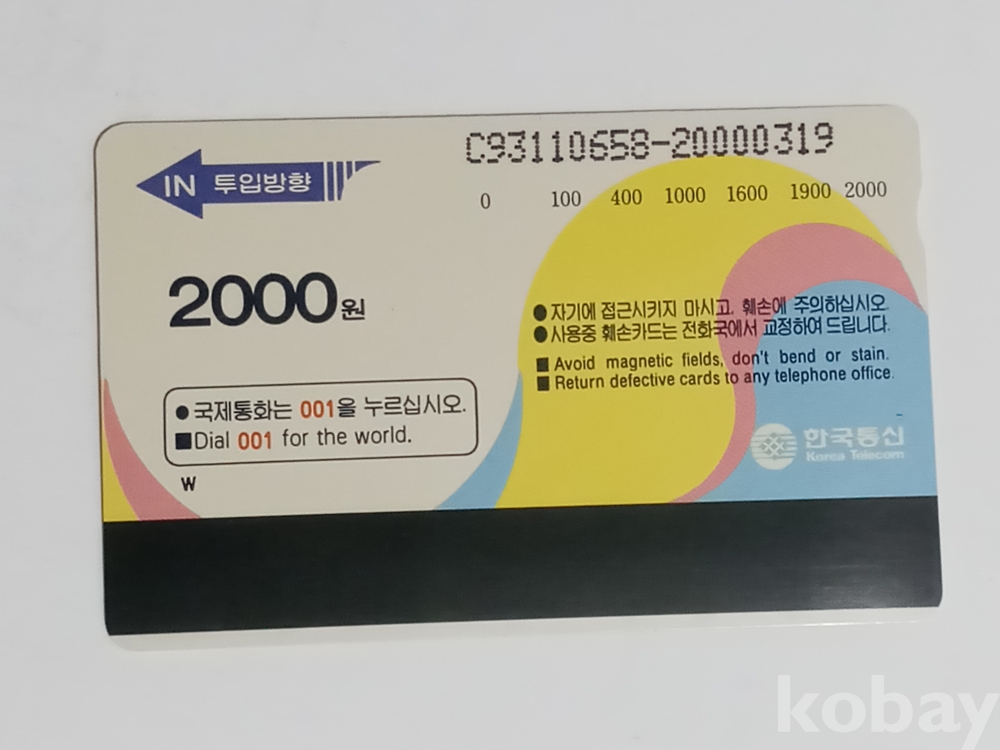 C93110658-20000319
IN 투입방향
0 100 400 1000 1600 1900 2000
2000원
● 자기에 접근시키지 마시고, 훼손에 주의하십시오.
● 사용중 훼손카드는 전화국에서 교정하여 드립니다.
■ Avoid magnetic fields, don't bend or stain.
■ Return defective cards to any telephone office.
● 국제통화는 001을 누르십시오.
■ Dial 001 for the world.
한국통신
Korea Telecom
W
kobay